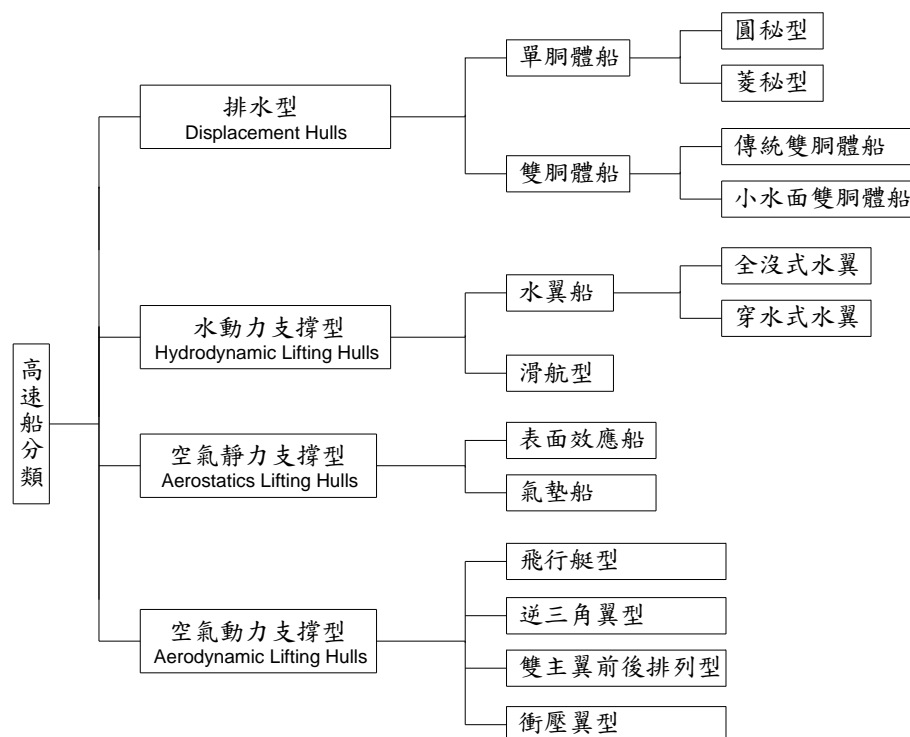 高速船分類
排水型
Displacement Hulls
單胴體船
圓秘型
菱秘型
雙胴體船
傳統雙胴體船
小水面雙胴體船
水動力支撐型
Hydrodynamic Lifting Hulls
水翼船
全沒式水翼
穿水式水翼
滑航型
空氣靜力支撐型
Aerostatics Lifting Hulls
表面效應船
氣墊船
空氣動力支撐型
Aerodynamic Lifting Hulls
飛行艇型
逆三角翼型
雙主翼前後排列型
衝壓翼型